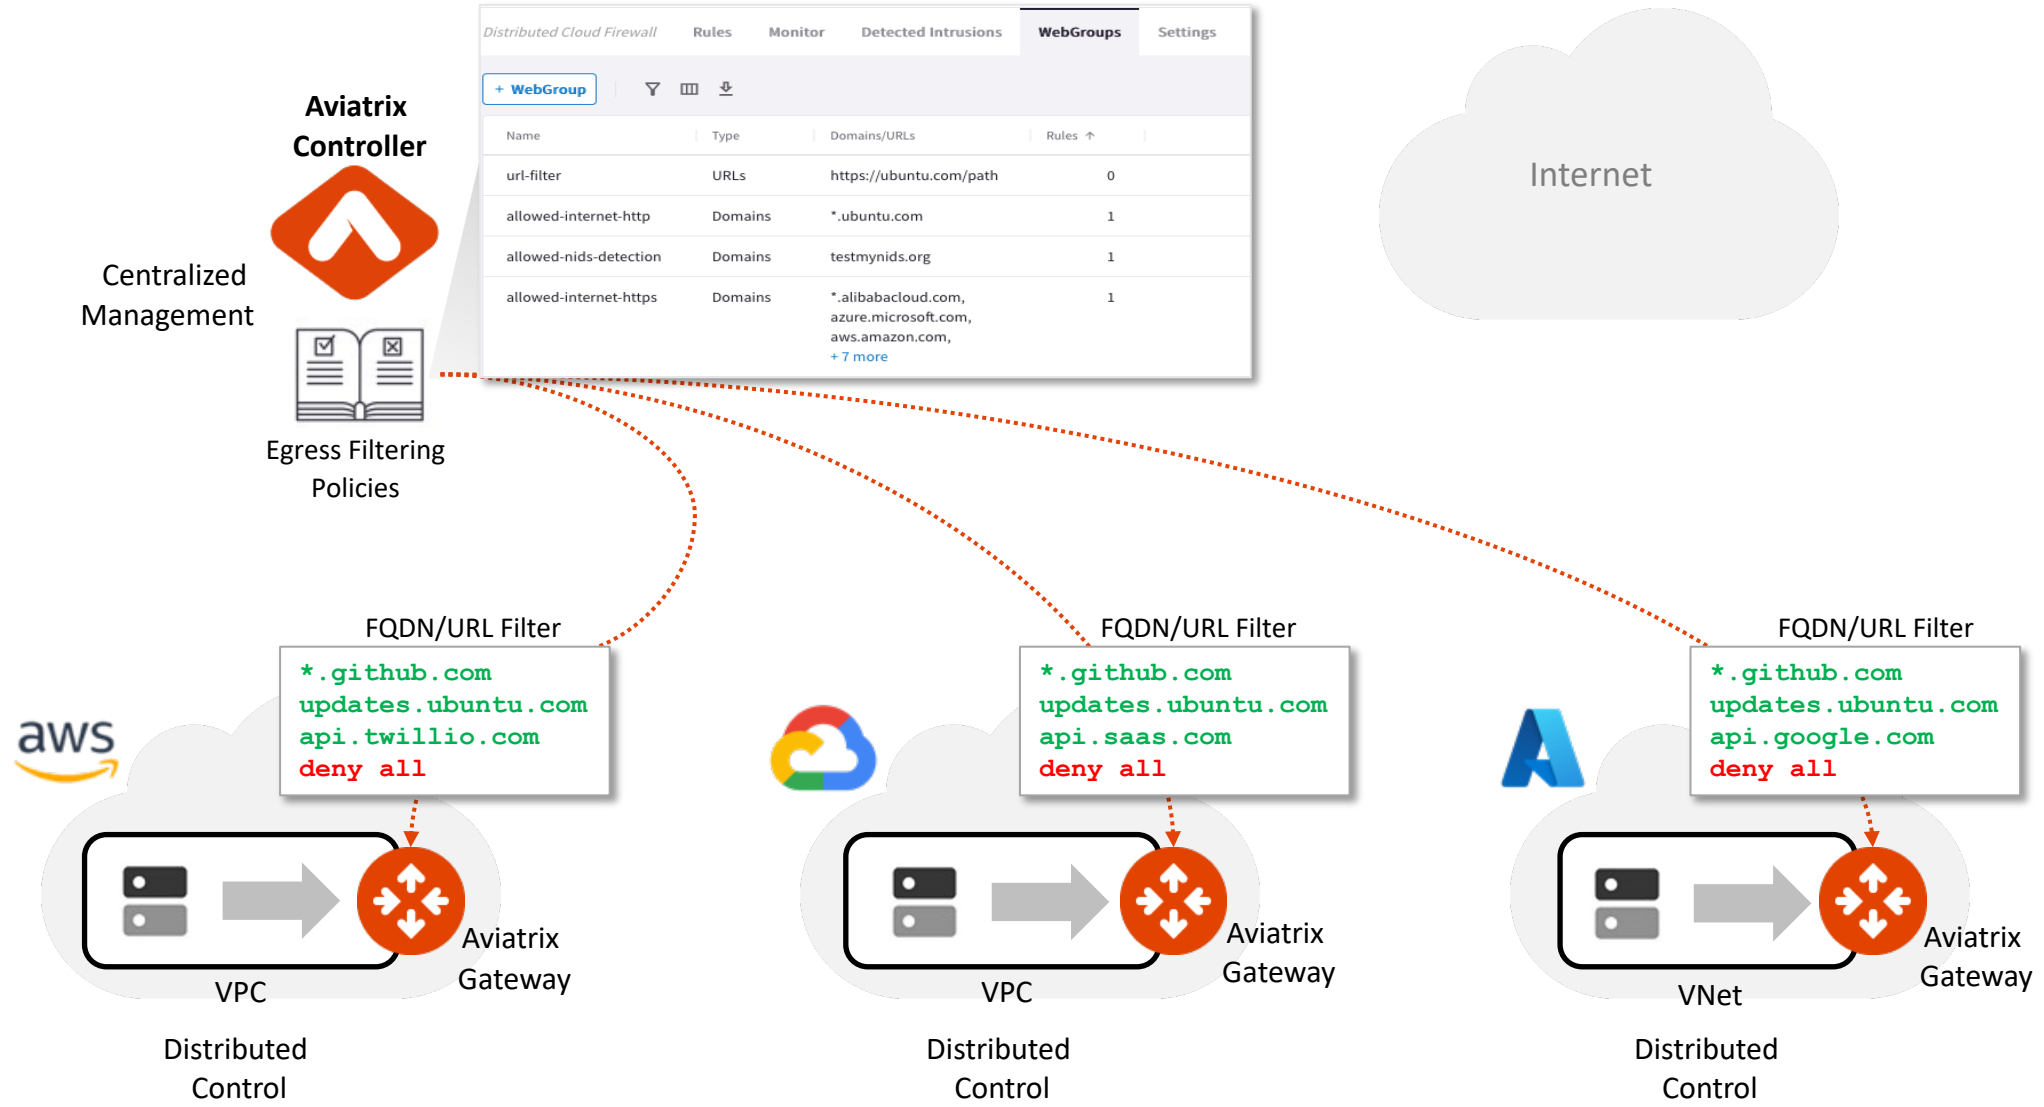 Distributed Cloud Firewall Rules Monitor Detected Intrusions WebGroups Settings
+ WebGroup
Name Type Domains/URLs Rules ↑
url-filter URLs https://ubuntu.com/path 0
allowed-internet-http Domains *.ubuntu.com 1
allowed-nids-detection Domains testmynids.org 1
allowed-internet-https Domains *.alibabacloud.com, 1
azure.microsoft.com,
aws.amazon.com,
+ 7 more
Aviatrix
Controller
Centralized
Management
Egress Filtering
Policies
Internet
FQDN/URL Filter
*.github.com
updates.ubuntu.com
api.twillio.com
deny all
aws
Aviatrix
Gateway
VPC
Distributed
Control
FQDN/URL Filter
*.github.com
updates.ubuntu.com
api.saas.com
deny all
Aviatrix
Gateway
VPC
Distributed
Control
FQDN/URL Filter
*.github.com
updates.ubuntu.com
api.google.com
deny all
Aviatrix
Gateway
VNet
Distributed
Control